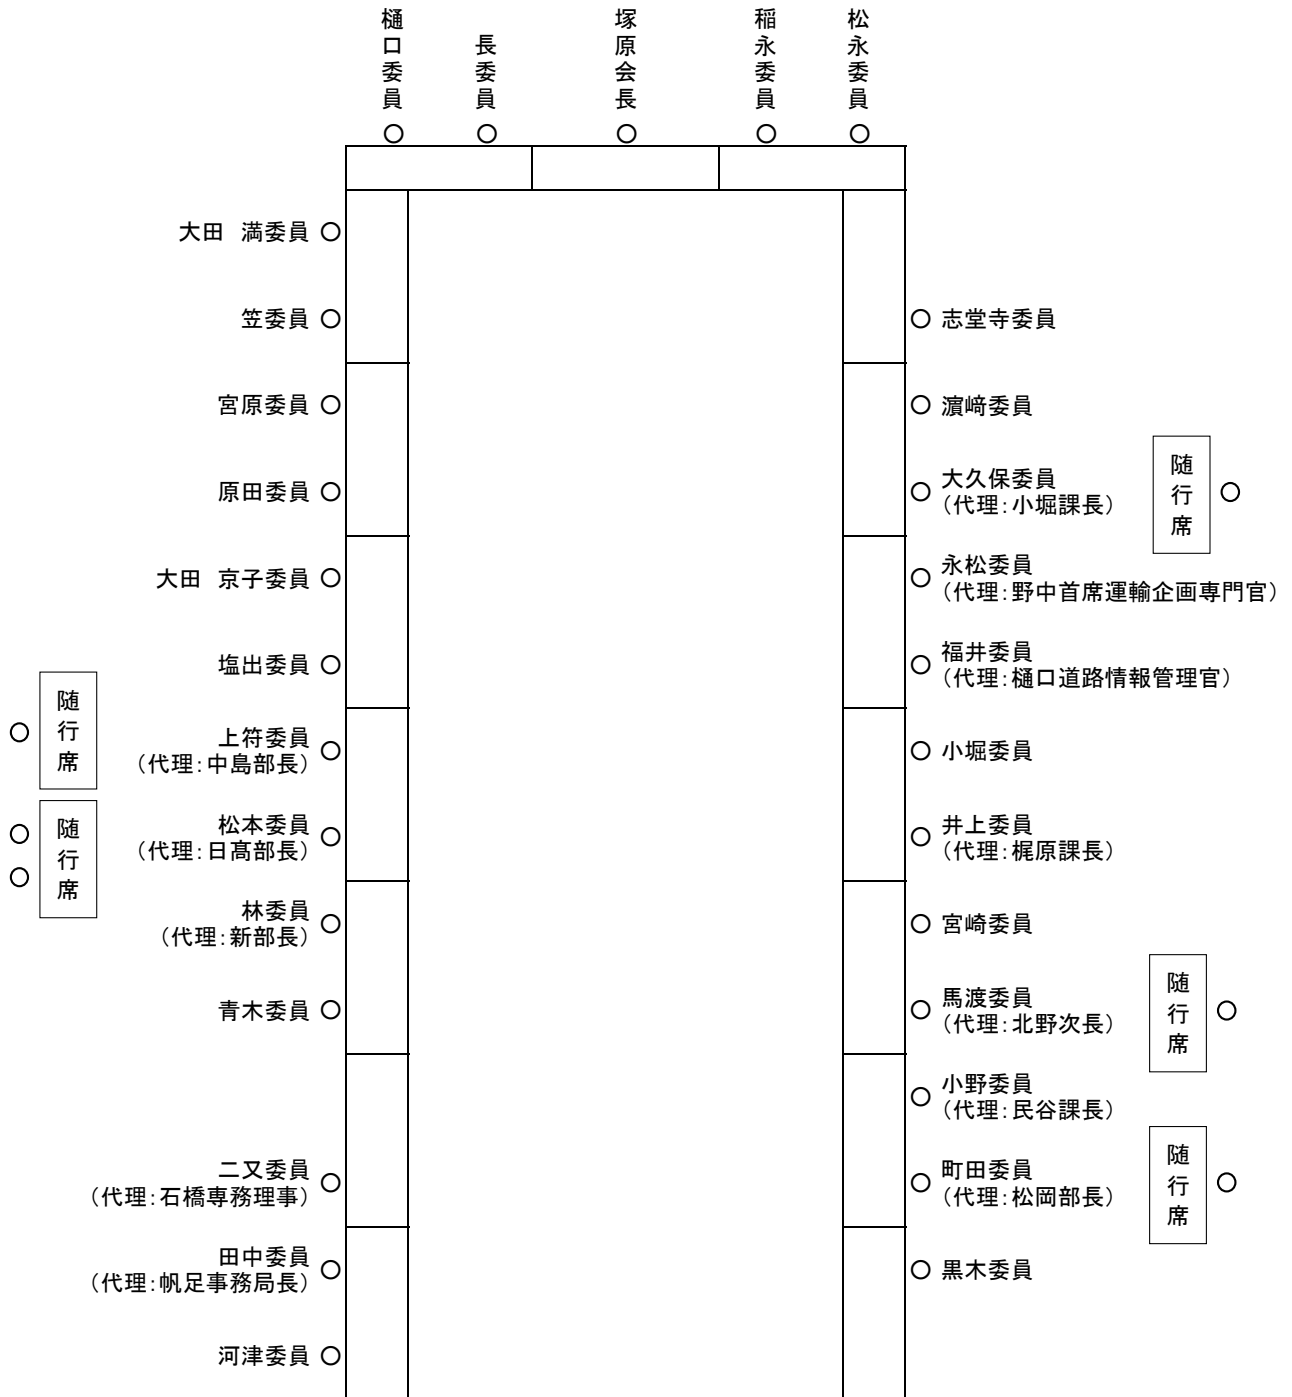 樋口委員
長委員
塚原会長
稲永委員
松永委員
大田　満委員
笠委員
宮原委員
原田委員
大田　京子委員
塩出委員
随行席
上符委員
（代理：中島部長）
随行席
松本委員
（代理：日髙部長）
林委員
（代理：新部長）
青木委員
二又委員
（代理：石橋専務理事）
田中委員
（代理：帆足事務局長）
河津委員
志堂寺委員
濵﨑委員
大久保委員
（代理：小堀課長）
随行席
永松委員
（代理：野中首席運輸企画専門官）
福井委員
（代理：樋口道路情報管理官）
小堀委員
井上委員
（代理：梶原課長）
宮崎委員
馬渡委員
（代理：北野次長）
随行席
小野委員
（代理：民谷課長）
町田委員
（代理：松岡部長）
随行席
黒木委員